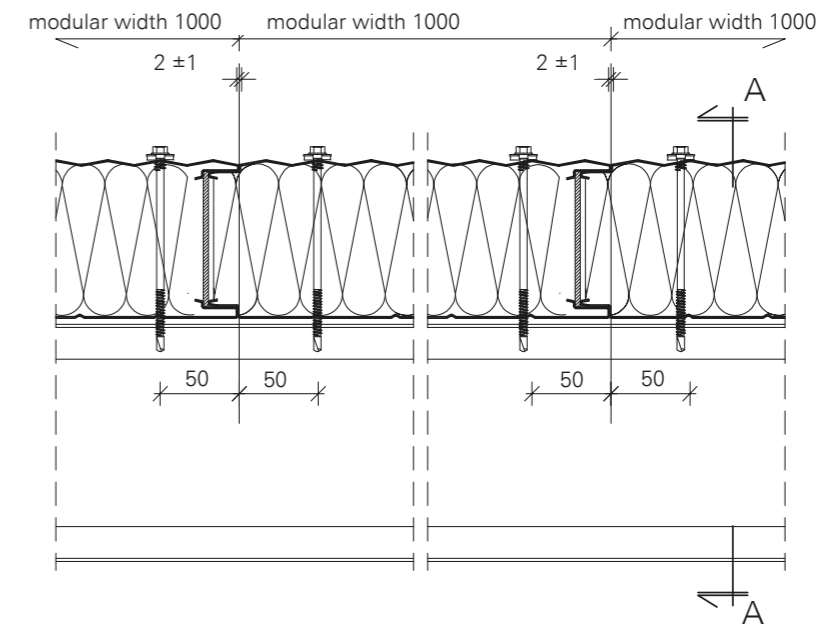 modular width 1000 modular width 1000 modular width 1000
2 ±1 2 ±1
A
50 50 50 50
A